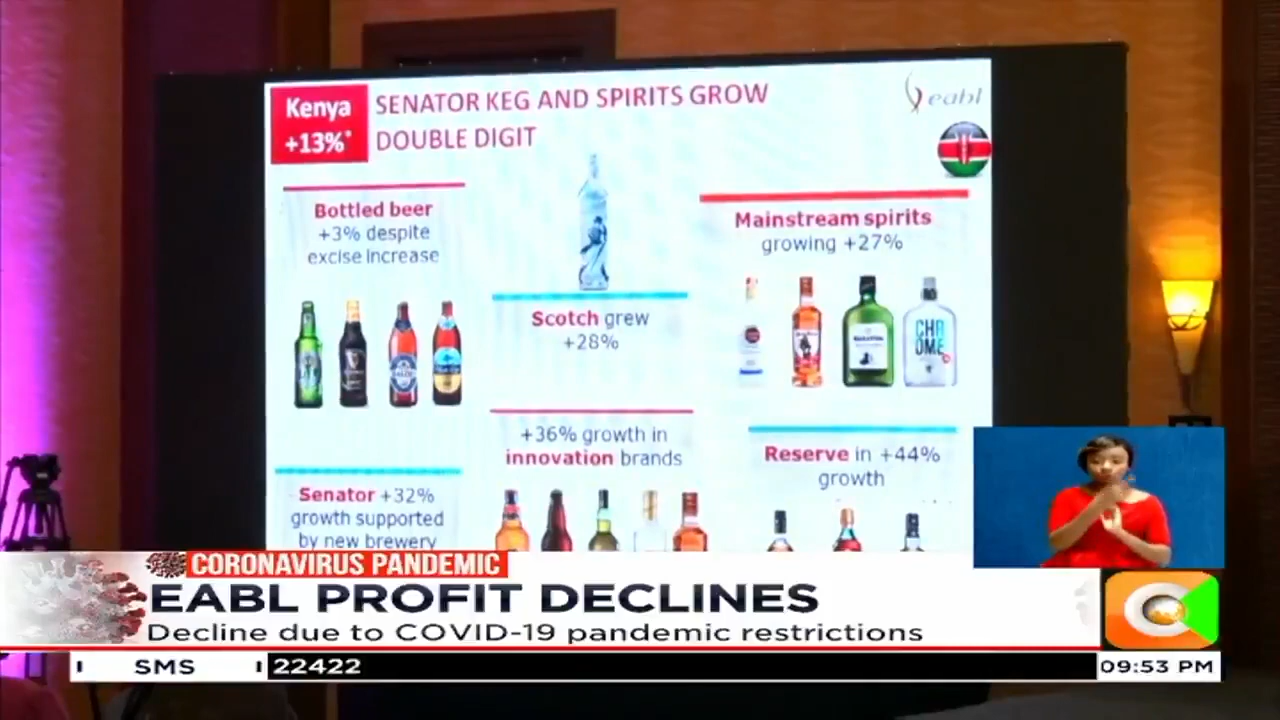 Kenya
+13%*
SENATOR KEG AND SPIRITS GROW
DOUBLE DIGIT
eabl
Bottled beer
+3% despite
excise increase
Scotch grew
+28%
Mainstream spirits
growing +27%
CHR
OME
+36% growth in
innovation brands
Reserve in +44%
growth
Senator +32%
growth supported
by new brewery
CORONAVIRUS PANDEMIC
EABL PROFIT DECLINES
Decline due to COVID-19 pandemic restrictions
SMS
22422
09:53 PM